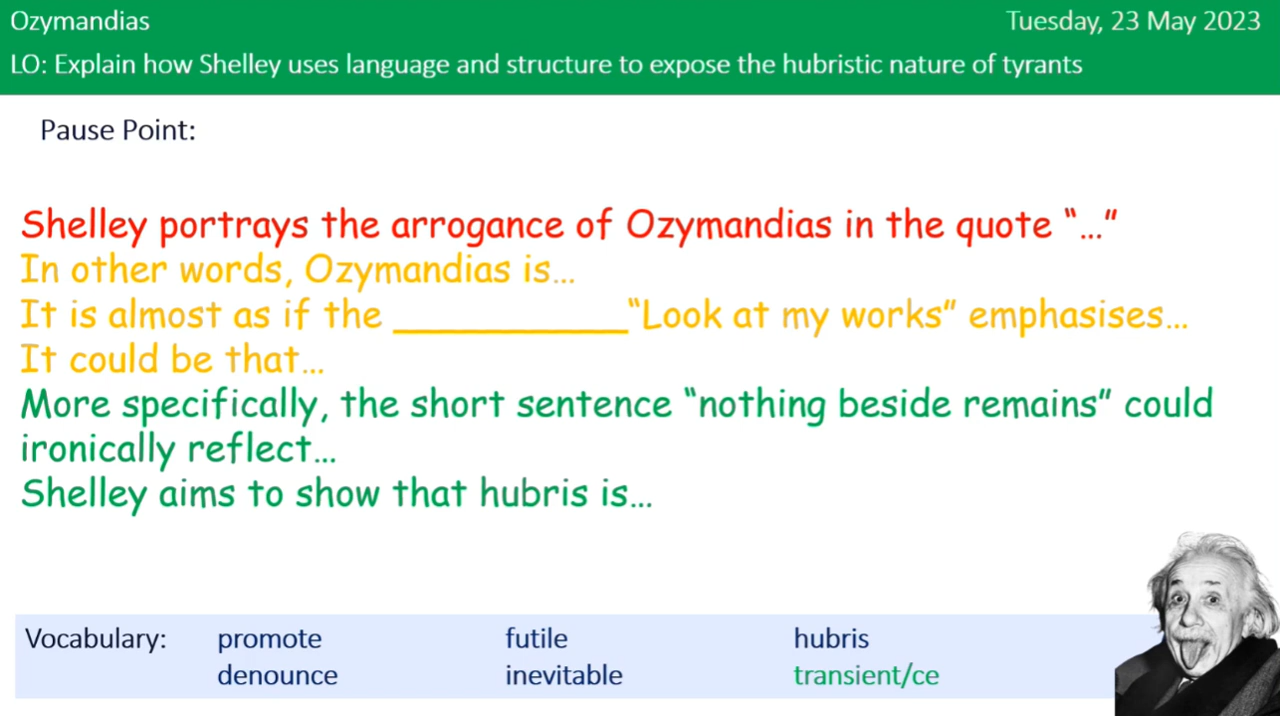 Ozymandias
Tuesday, 23 May 2023
LO: Explain how Shelley uses language and structure to expose the hubristic nature of tyrants
Pause Point:
Shelley portrays the arrogance of Ozymandias in the quote “…”
In other words, Ozymandias is…
It is almost as if the __________“Look at my works” emphasises…
It could be that…
More specifically, the short sentence “nothing beside remains” could
ironically reflect…
Shelley aims to show that hubris is…
Vocabulary: promote futile hubris
denounce inevitable transient/ce